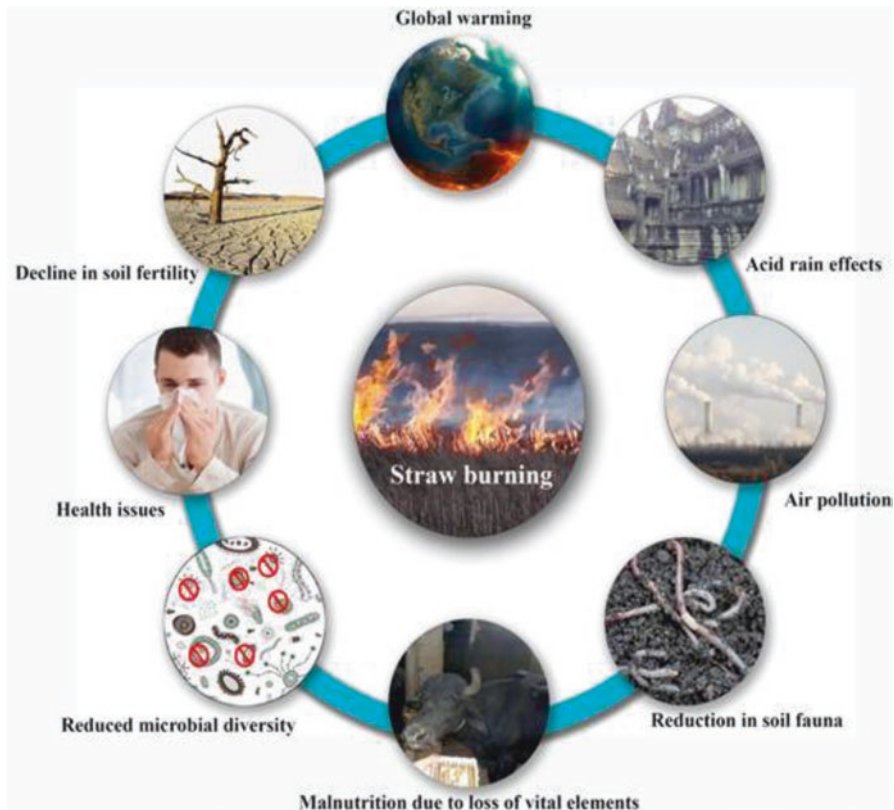 Global warming
Acid rain effects
Decline in soil fertility
Straw burning
Health issues
Air pollution
Reduced microbial diversity
Reduction in soil fauna
Malnutrition due to loss of vital elements